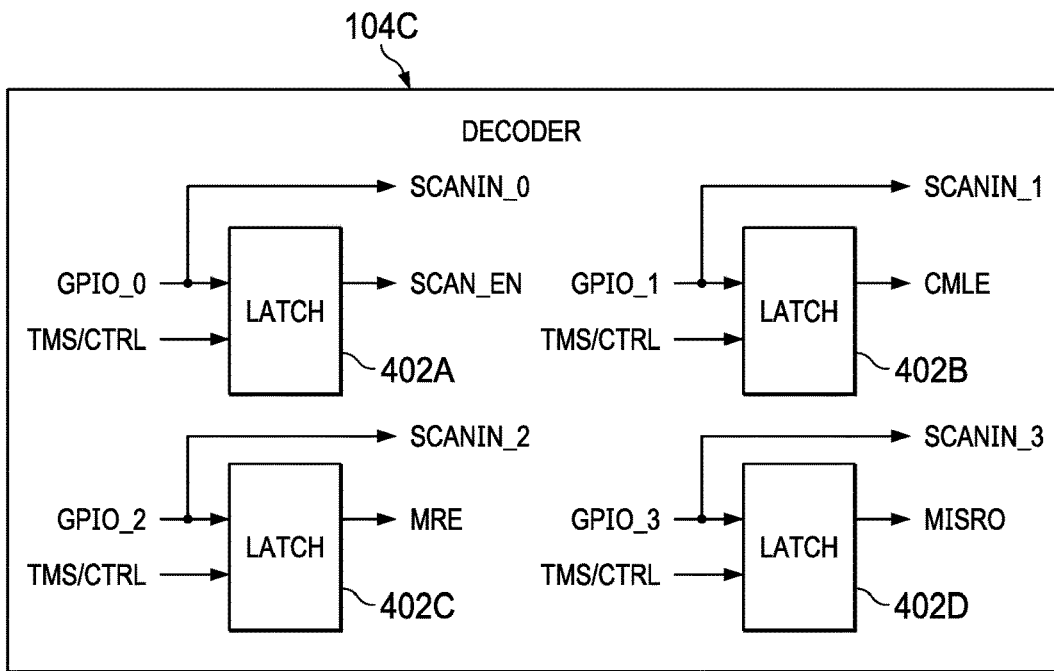 104C
DECODER
SCANIN_0
SCANIN_1
GPIO_0
LATCH
SCAN_EN
GPIO_1
LATCH
CMLE
TMS/CTRL
402A
TMS/CTRL
402B
SCANIN_2
SCANIN_3
GPIO_2
LATCH
MRE
GPIO_3
LATCH
MISRO
TMS/CTRL
402C
TMS/CTRL
402D